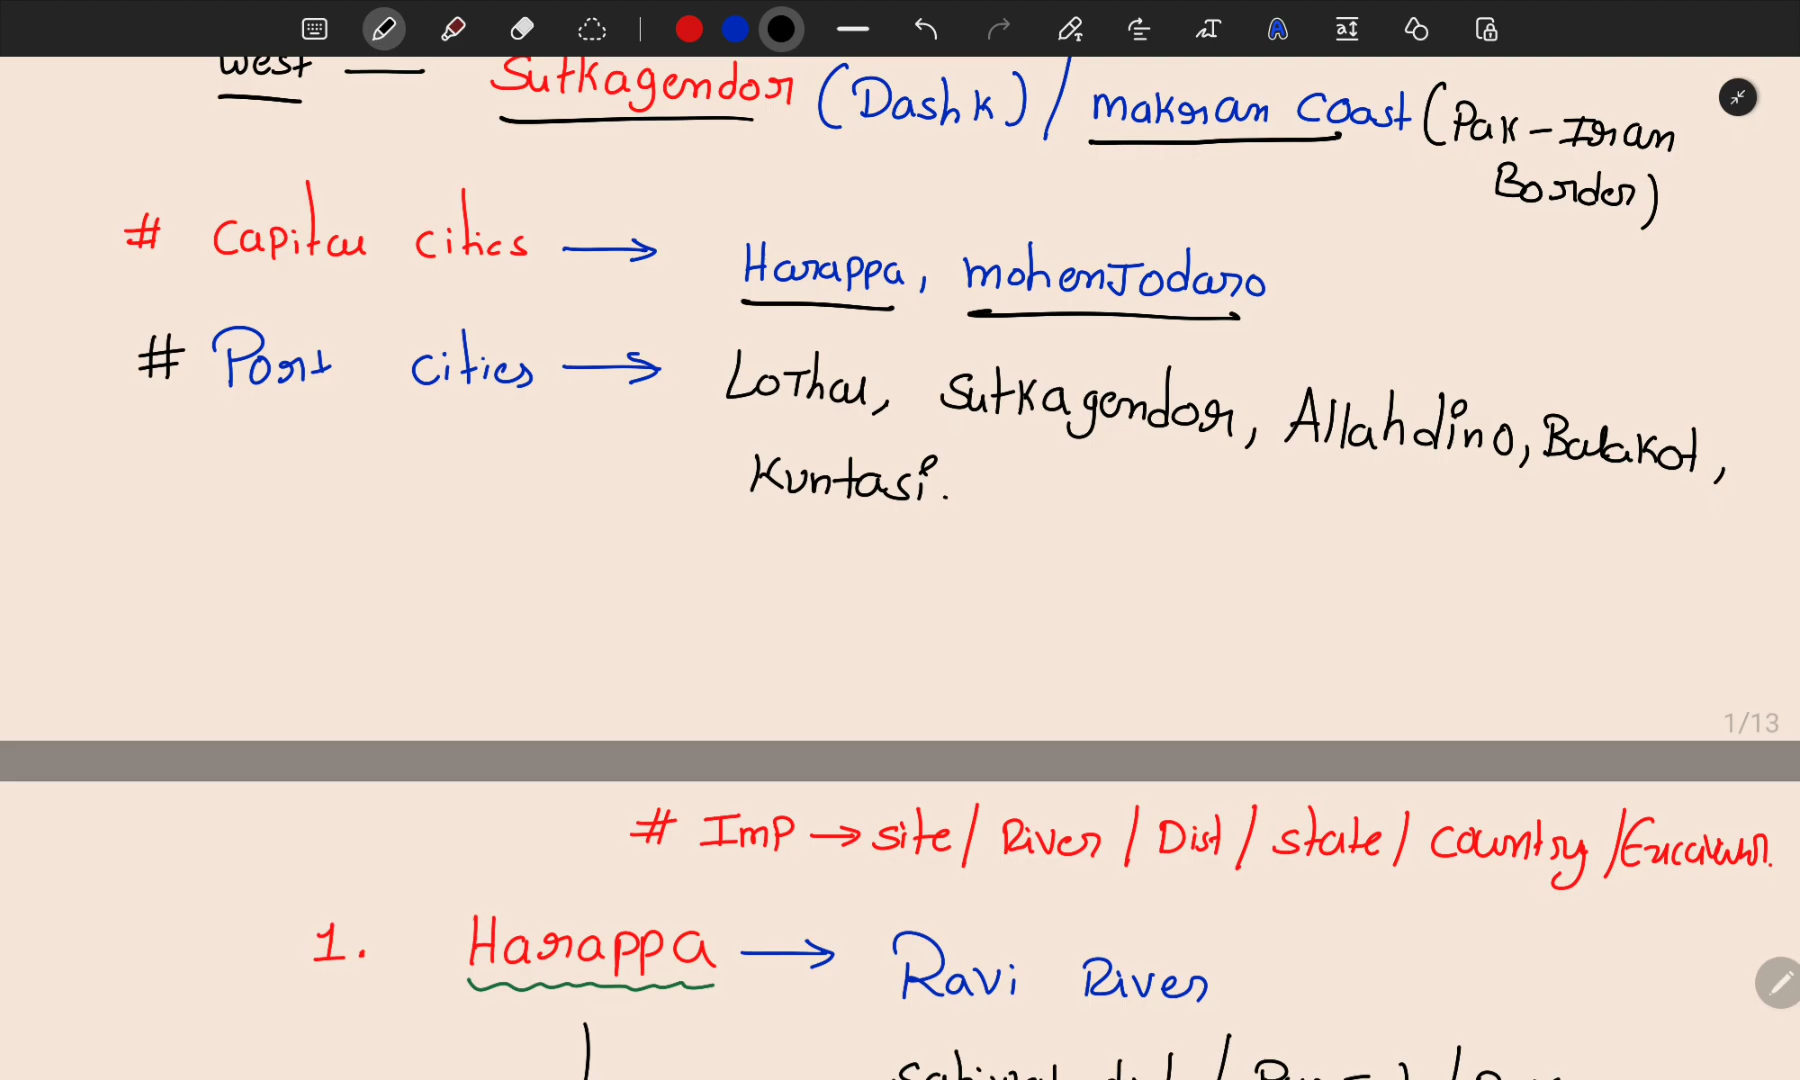 West — Sutkagendor (Dashk) / makran Coast (Pak-Iran
Border)
# Capital cities → Harappa, mohenJodaro
# Port cities → Lothal, Sutkagendor, Allahdino, Balakot,
Kuntasi.
1/13
# Imp → site / River / Dist / state / country /
1. Harappa → Ravi River